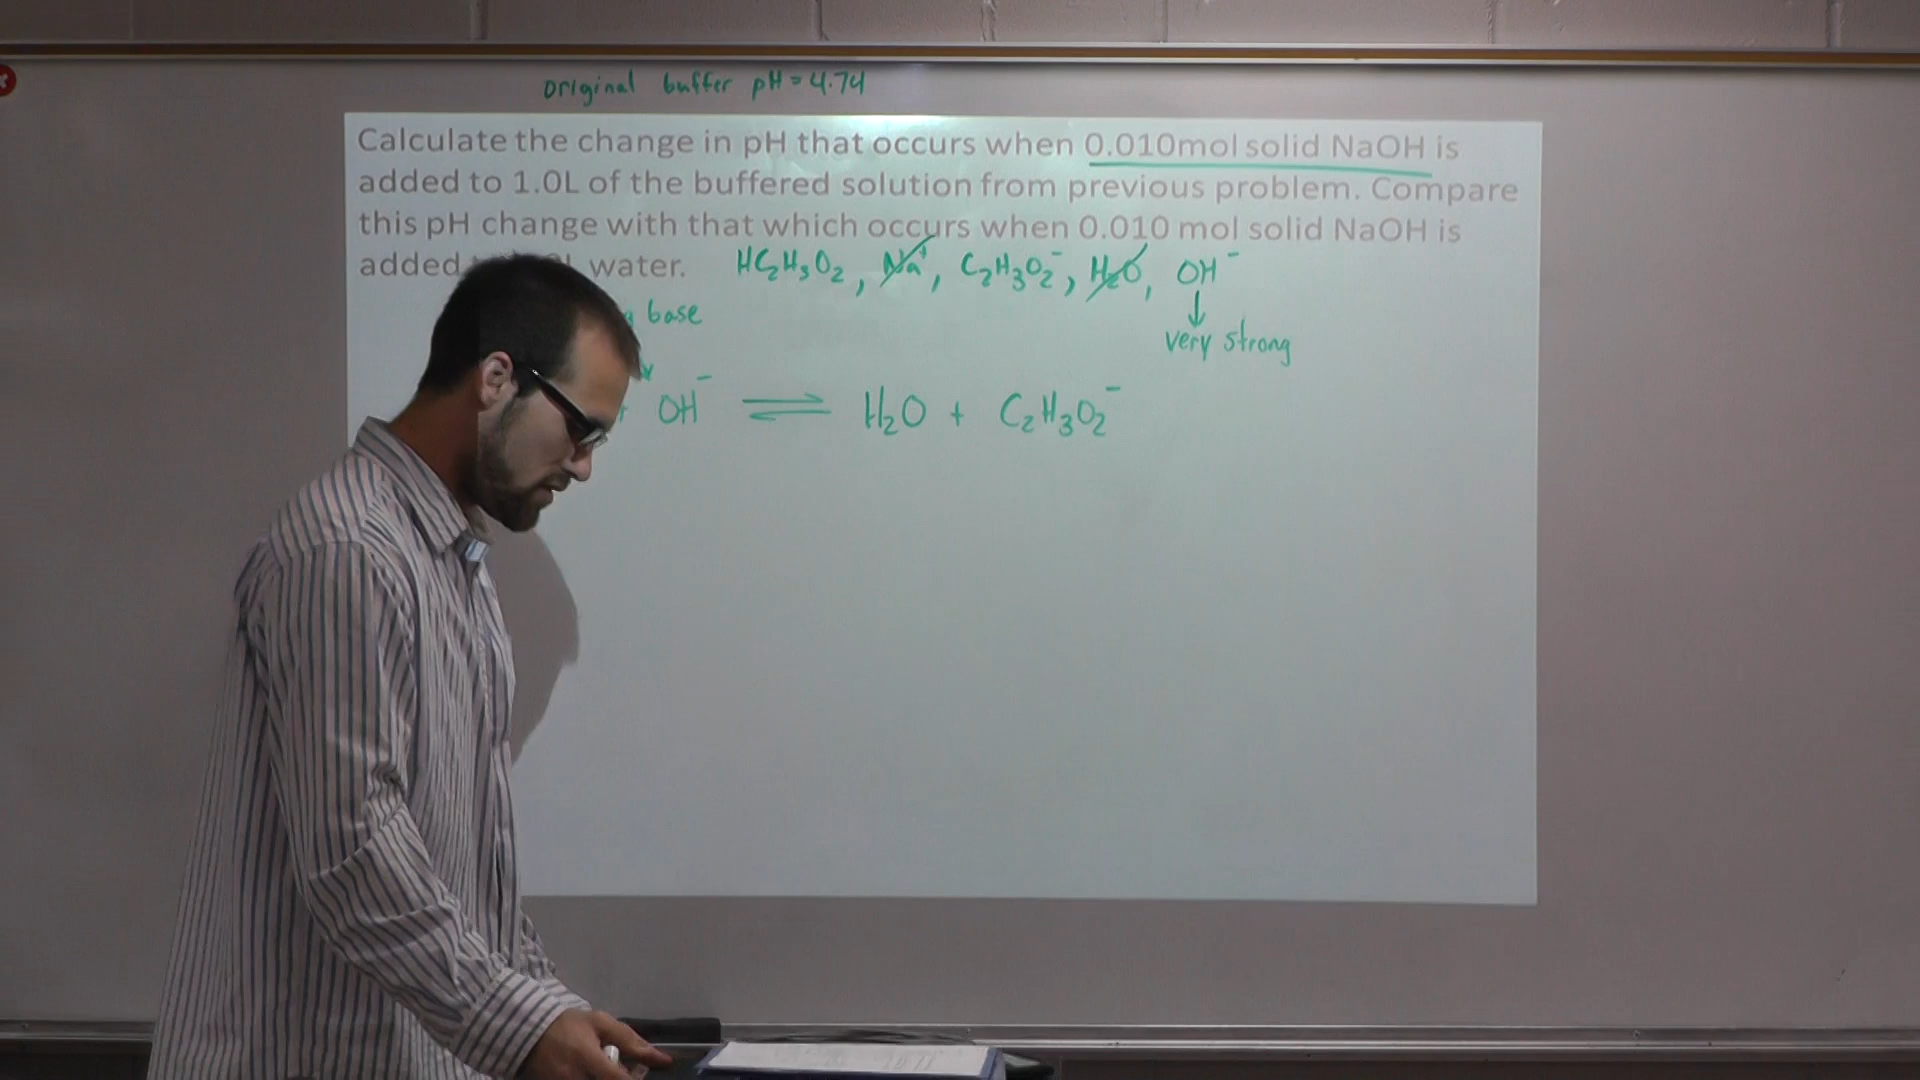 original buffer pH = 4.74
Calculate the change in pH that occurs when 0.010mol solid NaOH is
added to 1.0L of the buffered solution from previous problem. Compare
this pH change with that which occurs when 0.010 mol solid NaOH is
added water.
HC₂H₃O₂, Na⁺, C₂H₃O₂⁻, H₂O, OH⁻
↓
base
very strong
OH⁻ ⇌ H₂O + C₂H₃O₂⁻